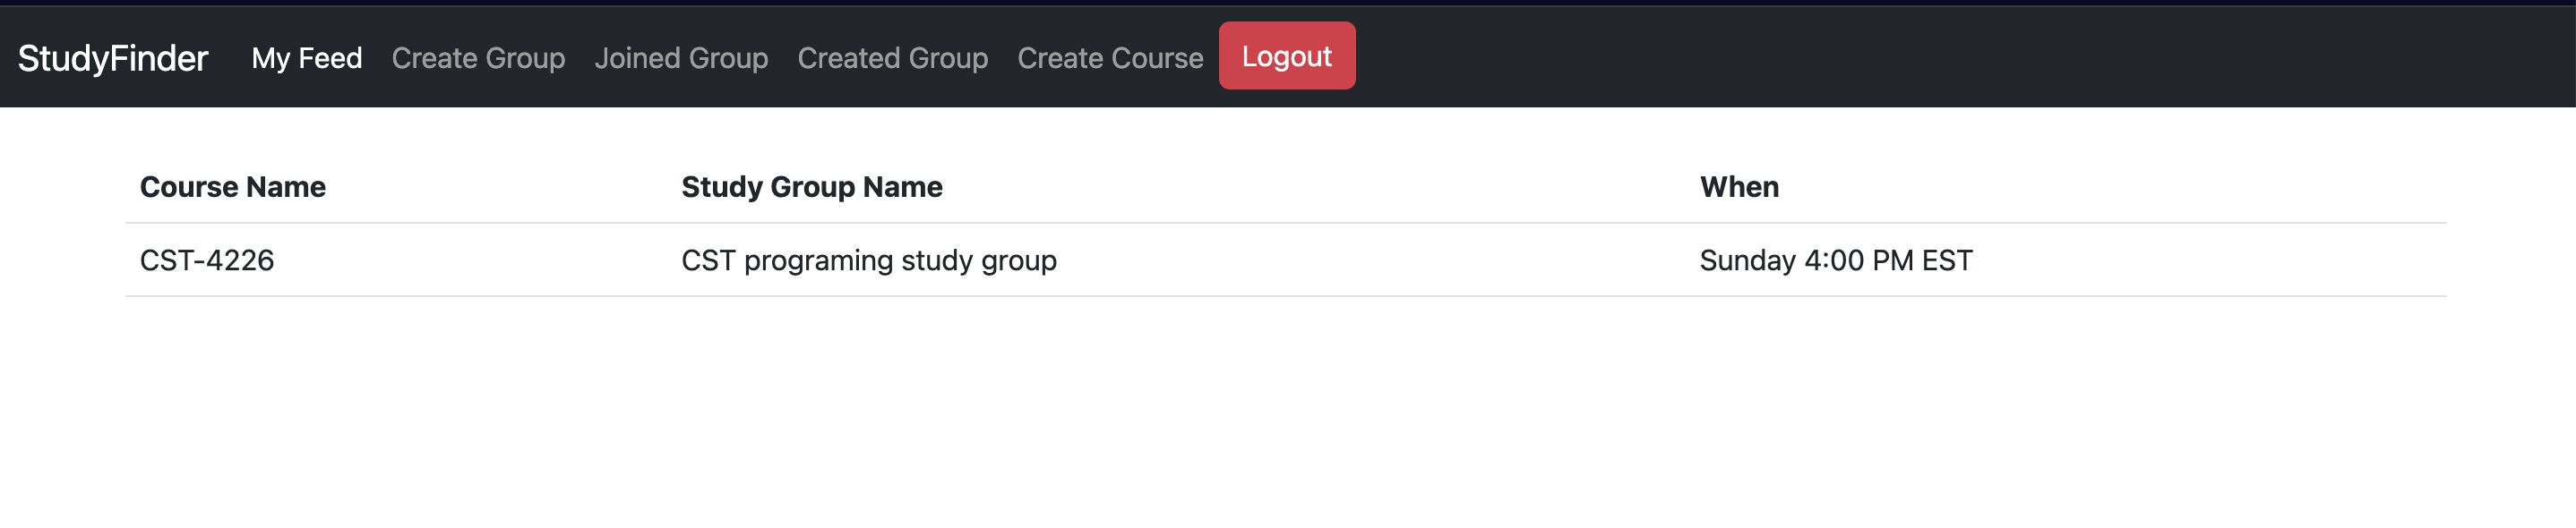 StudyFinder My Feed Create Group Joined Group Created Group Create Course Logout
Course Name Study Group Name When
CST-4226 CST programing study group Sunday 4:00 PM EST